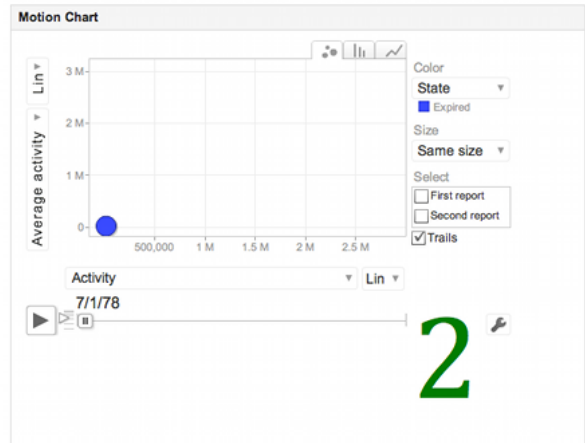 Motion Chart
Lin
Average activity
3 M
2 M
1 M
0
500,000 1 M 1.5 M 2 M 2.5 M
Color
State
Expired
Size
Same size
Select
First report
Second report
Trails
Activity Lin
7/1/78
2